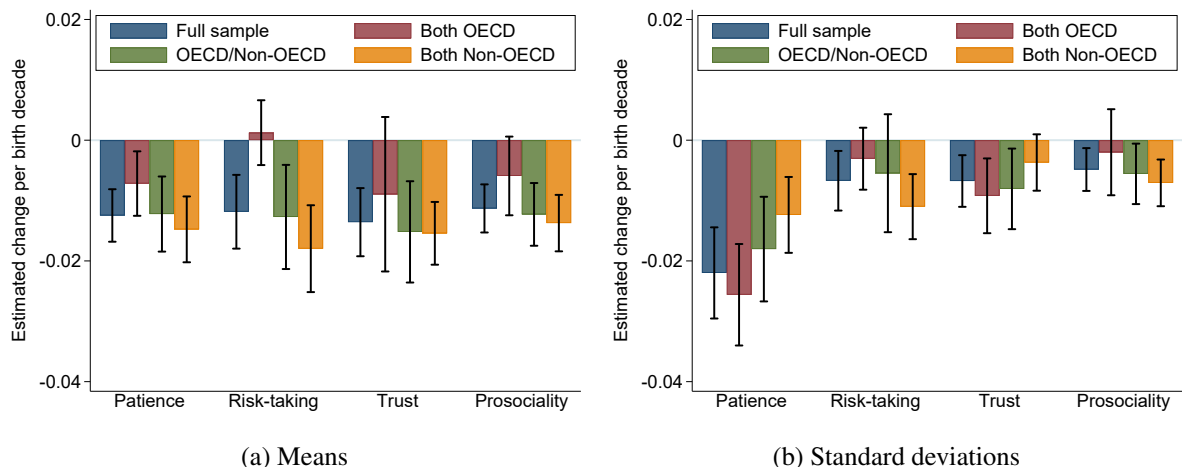 Full sample
Both OECD
OECD/Non-OECD
Both Non-OECD
Estimated change per birth decade
0.02
0
-0.02
-0.04
Patience
Risk-taking
Trust
Prosociality
(a) Means
Full sample
Both OECD
OECD/Non-OECD
Both Non-OECD
Estimated change per birth decade
0.02
0
-0.02
-0.04
Patience
Risk-taking
Trust
Prosociality
(b) Standard deviations